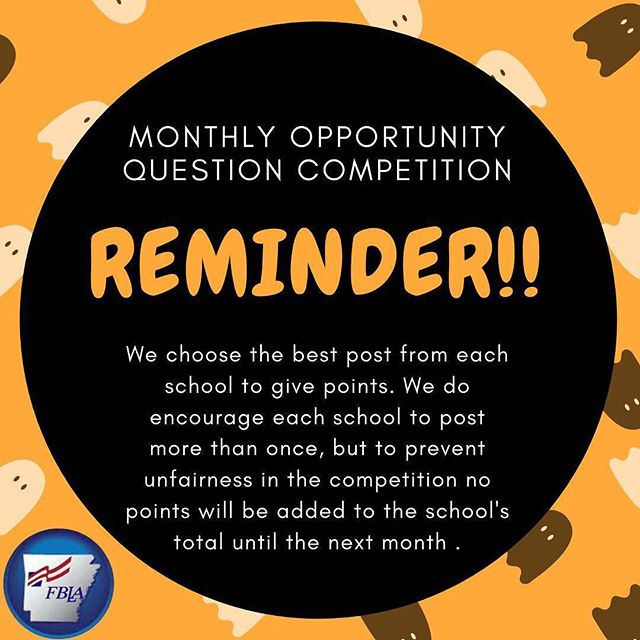 MONTHLY OPPORTUNITY
QUESTION COMPETITION
REMINDER!!
We choose the best post from each
school to give points. We do
encourage each school to post
more than once, but to prevent
unfairness in the competition no
points will be added to the school's
total until the next month .
FBLA